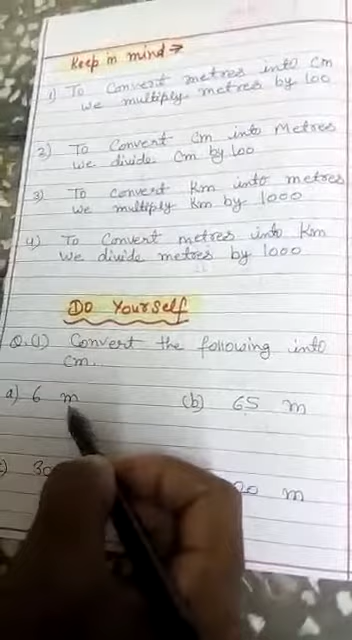 Keep in mind →
1) To Convert metres into Cm
we multiply metres by 100
2) To Convert Cm into Metres
we divide Cm by 100
3) To convert Km into metres
we multiply Km by 1000
4) To Convert metres into Km
We divide metres by 1000
Do Yourself
Q.(1) Convert the following into
Cm.
a) 6 m (b) 65 m
30
m